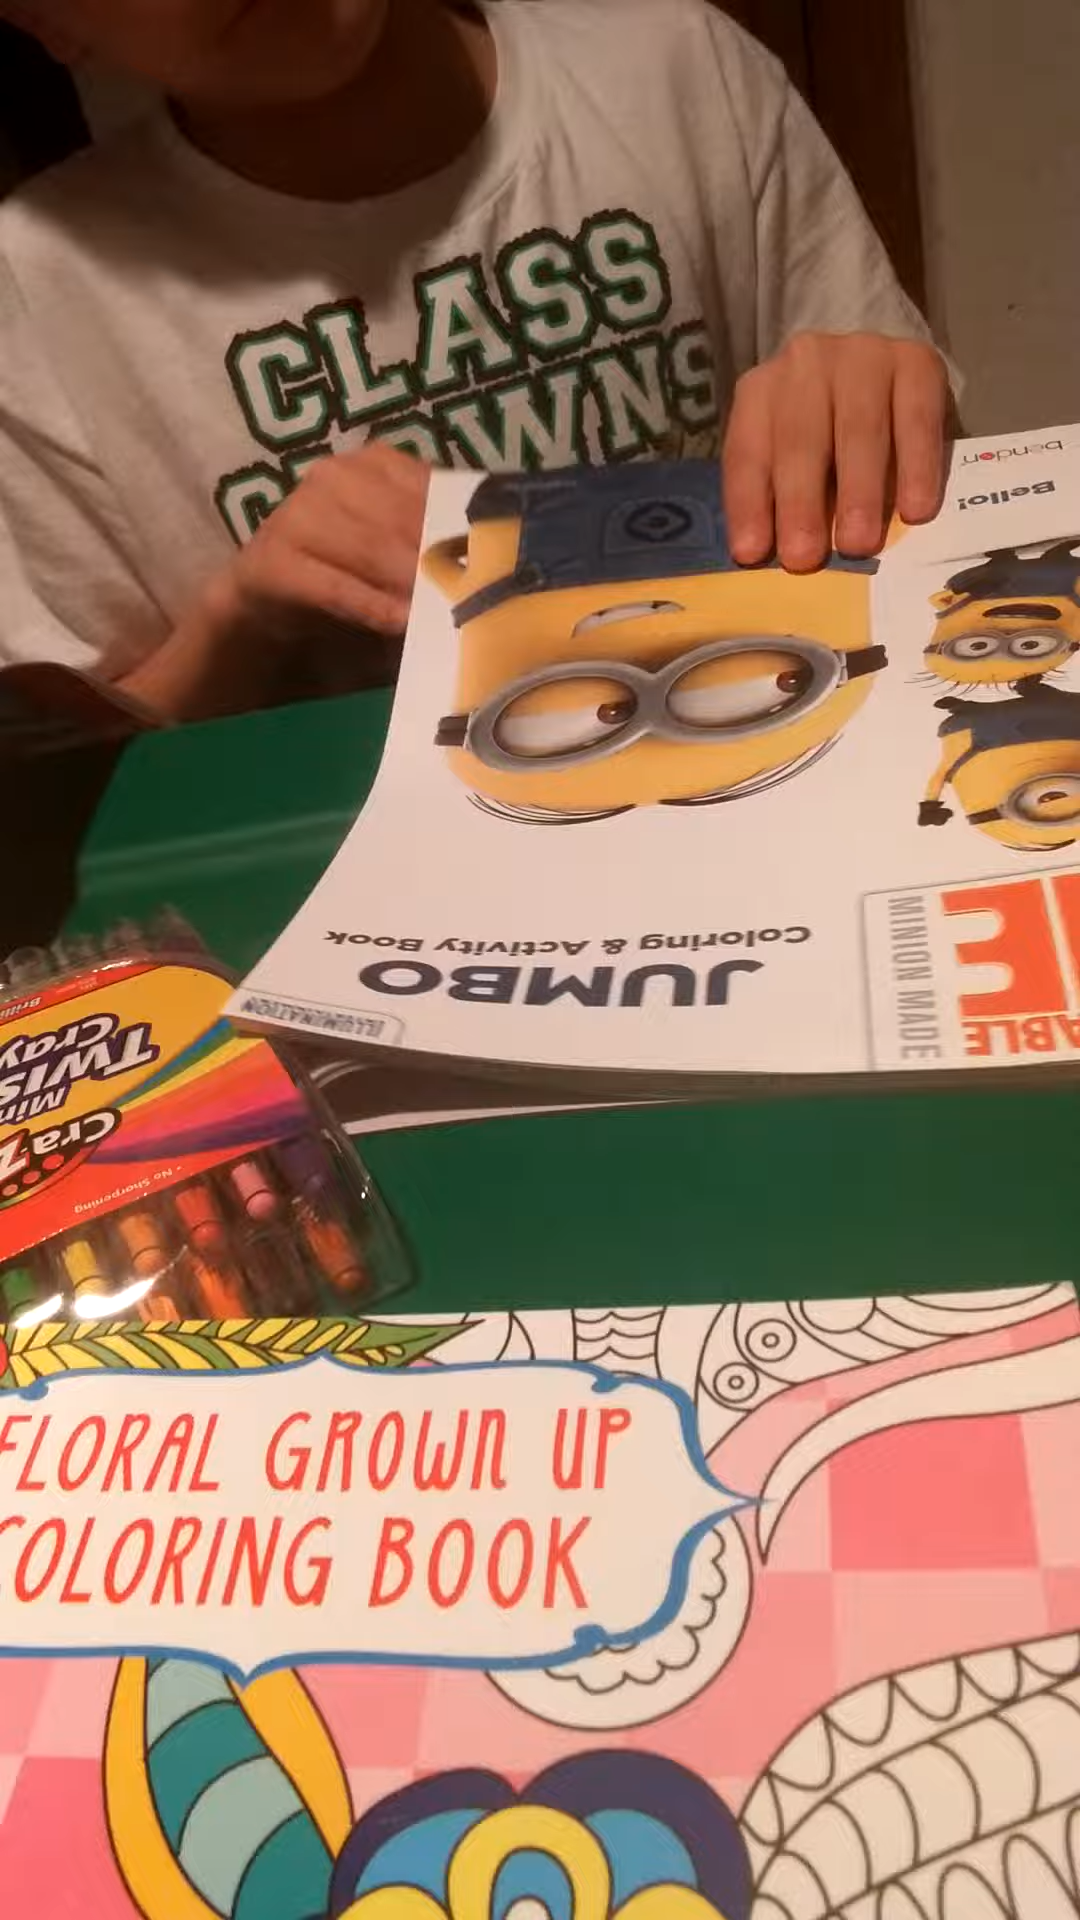 CLASS
CLOWNS
bendon
Bello!
JUMBO
Coloring & Activity Book
ILLUMINATION
MINION MADE
Cra-Z
Mini
No Sharpening
FLORAL GROWN UP
COLORING BOOK